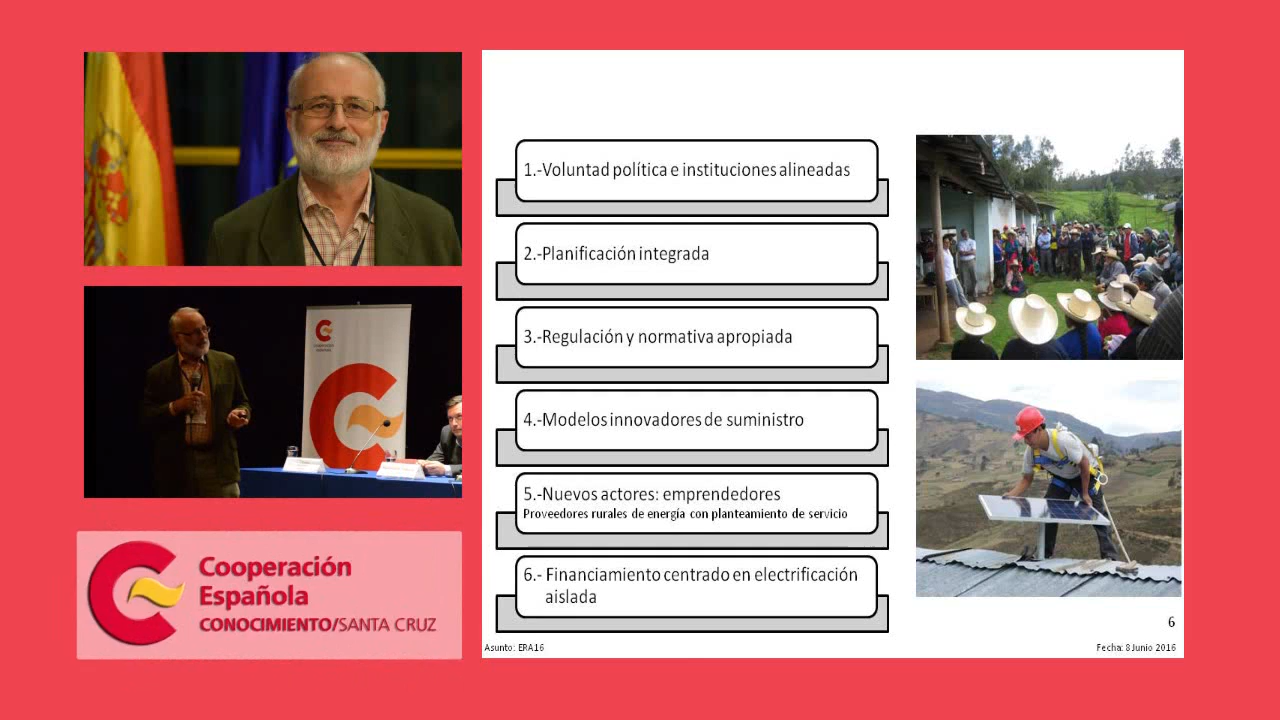 1.-Voluntad política e instituciones alineadas
2.-Planificación integrada
3.-Regulación y normativa apropiada
4.-Modelos innovadores de suministro
5.-Nuevos actores: emprendedores
Proveedores rurales de energía con planteamiento de servicio
6.- Financiamiento centrado en electrificación
aislada
6
Asunto: ERA16
Fecha: 8 Junio 2016
Cooperación
Española
CONOCIMIENTO/SANTA CRUZ